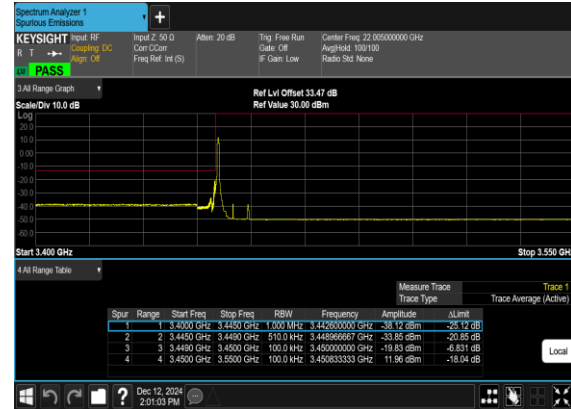 Spectrum Analyzer 1
Spurious Emissions
+
KEYSIGHT Input: RF Input Z: 50 Ω Atten: 20 dB Trig: Free Run Center Freq: 22.005000000 GHz
R T Coupling: DC Corr CCorr Gate: Off Avg|Hold: 100/100
Align: Off Freq Ref: Int (S) IF Gain: Low Radio Std: None
PASS
3 All Range Graph
Ref Lvl Offset 33.47 dB
Scale/Div 10.0 dB Ref Value 30.00 dBm
Log
20.0
10.0
0.00
-10.0
-20.0
-30.0
-40.0
-50.0
-60.0
Start 3.400 GHz Stop 3.550 GH
4 All Range Table
Measure Trace Trace 1
Trace Type Trace Average (Active)
Spur Range Start Freq Stop Freq RBW Frequency Amplitude ΔLimit
1 1 3.4000 GHz 3.4450 GHz 1.000 MHz 3.442600000 GHz -38.12 dBm -25.12 dB
2 2 3.4450 GHz 3.4490 GHz 510.0 kHz 3.448966667 GHz -33.85 dBm -20.85 dB
3 3 3.4490 GHz 3.4500 GHz 100.0 kHz 3.450000000 GHz -19.83 dBm -6.831 dB
4 4 3.4500 GHz 3.5500 GHz 100.0 kHz 3.450833333 GHz 11.96 dBm -18.04 dB
Local
? Dec 12, 2024
2:01:03 PM